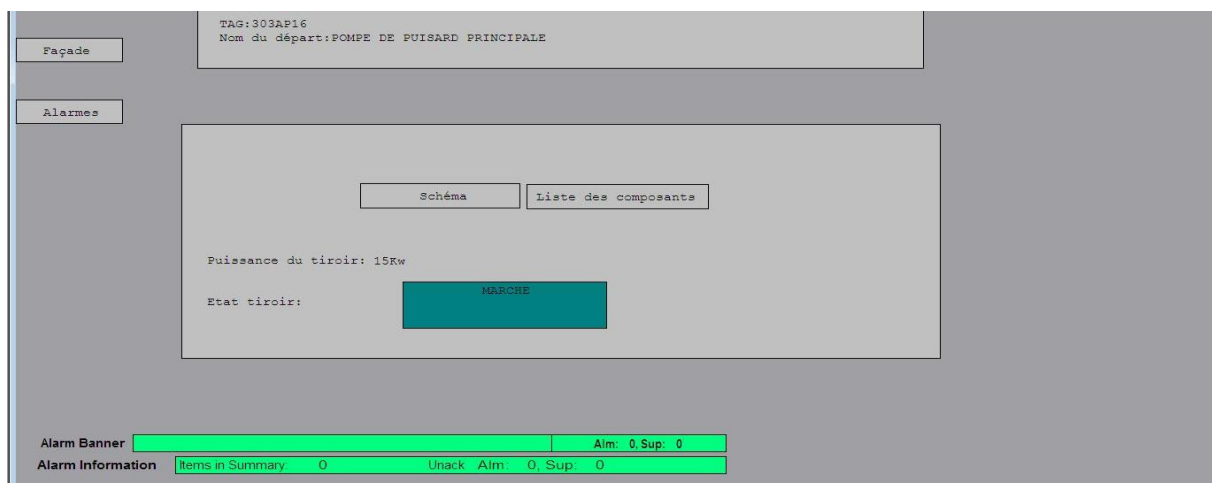 TAG:303AP16
Nom du départ:POMPE DE PUISARD PRINCIPALE
Façade
Alarmes
Schéma
Liste des composants
Puissance du tiroir: 15Kw
MARCHE
Etat tiroir:
Alarm Banner Alm: 0, Sup: 0
Alarm Information Items in Summary: 0 Unack Alm: 0, Sup: 0